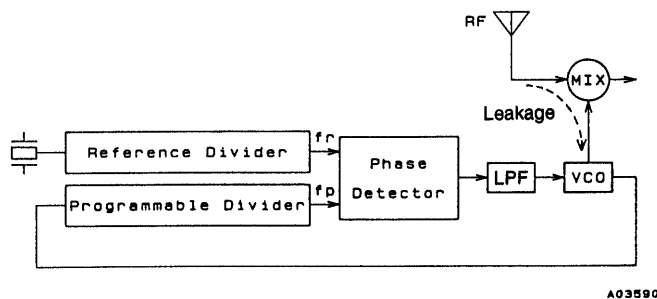 RF
MIX
Leakage
fr
Reference Divider
Phase
Detector
fp
Programmable Divider
LPF
VCO
A03590